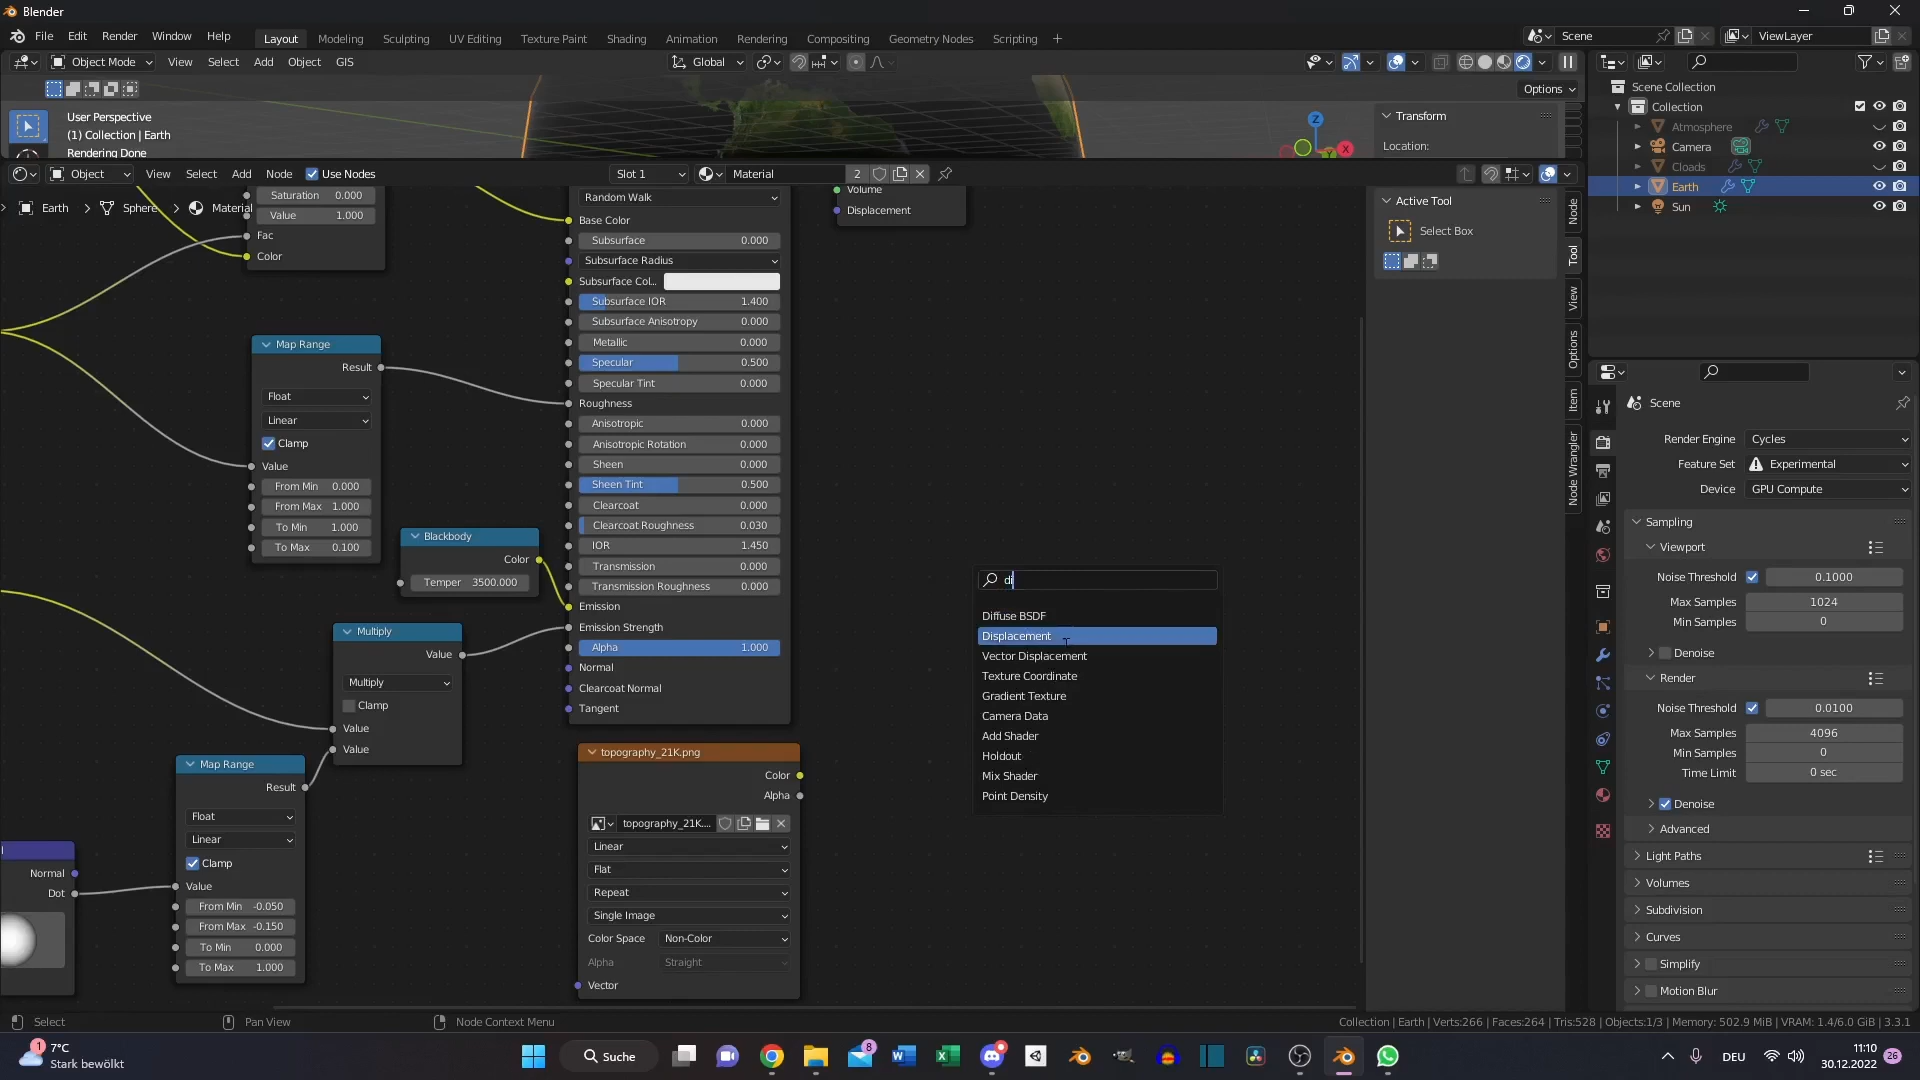 Blender
File Edit Render Window Help
Layout Modeling Sculpting UV Editing Texture Paint Shading Animation Rendering Compositing Geometry Nodes Scripting +
Scene
ViewLayer
Object Mode View Select Add Object GIS
Global
Options
User Perspective
(1) Collection | Earth
Rendering Done
Z
X
Transform
Location:
Object View Select Add Node Use Nodes
Slot 1
Material
2
Earth > Sphere > Material
Saturation 0.000
Value 1.000
Fac
Color
Map Range
Result
Float
Linear
Clamp
Value
From Min 0.000
From Max 1.000
To Min 1.000
To Max 0.100
Blackbody
Color
Temper 3500.000
Multiply
Value
Multiply
Clamp
Value
Value
Map Range
Result
Float
Linear
Clamp
Value
From Min -0.050
From Max -0.150
To Min 0.000
To Max 1.000
Normal
Dot
Random Walk
Base Color
Subsurface 0.000
Subsurface Radius
Subsurface Col...
Subsurface IOR 1.400
Subsurface Anisotropy 0.000
Metallic 0.000
Specular 0.500
Specular Tint 0.000
Roughness
Anisotropic 0.000
Anisotropic Rotation 0.000
Sheen 0.000
Sheen Tint 0.500
Clearcoat 0.000
Clearcoat Roughness 0.030
IOR 1.450
Transmission 0.000
Transmission Roughness 0.000
Emission
Emission Strength
Alpha 1.000
Normal
Clearcoat Normal
Tangent
Volume
Displacement
topography_21K.png
Color
Alpha
topography_21K....
Linear
Flat
Repeat
Single Image
Color Space Non-Color
Alpha Straight
Vector
di
Diffuse BSDF
Displacement
Vector Displacement
Texture Coordinate
Gradient Texture
Camera Data
Add Shader
Holdout
Mix Shader
Point Density
Active Tool
Select Box
Node
Tool
View
Options
Item
Node Wrangler
Scene Collection
Collection
Atmosphere
Camera
Cloads
Earth
Sun
Scene
Render Engine Cycles
Feature Set Experimental
Device GPU Compute
Sampling
Viewport
Noise Threshold 0.1000
Max Samples 1024
Min Samples 0
Denoise
Render
Noise Threshold 0.0100
Max Samples 4096
Min Samples 0
Time Limit 0 sec
Denoise
Advanced
Light Paths
Volumes
Subdivision
Curves
Simplify
Motion Blur
Select
Pan View
Node Context Menu
Collection | Earth | Verts:266 | Faces:264 | Tris:528 | Objects:1/3 | Memory: 502.9 MiB | VRAM: 1.4/6.0 GiB | 3.3.1
1
7°C
Stark bewölkt
Suche
8
DEU
11:10
30.12.2022
26